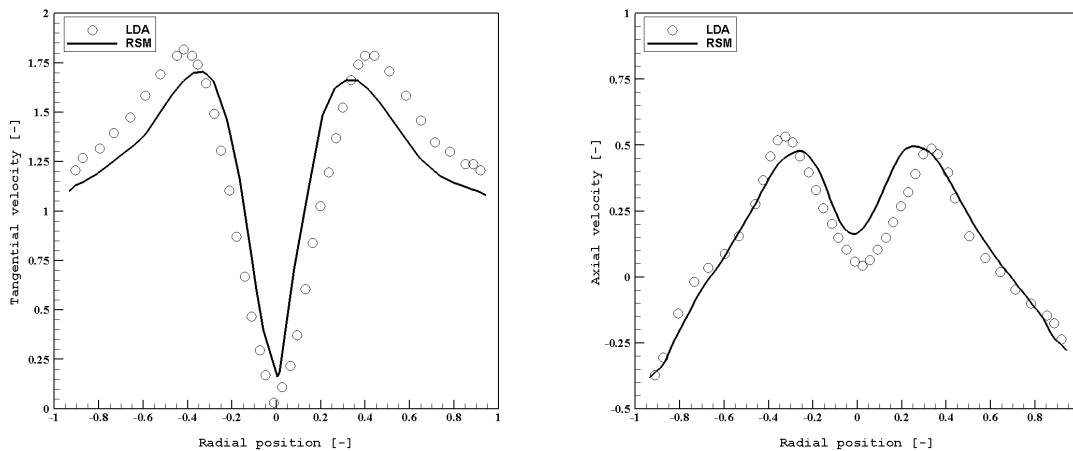 LDA
RSM
Tangential velocity [-]
2
1.75
1.5
1.25
1
0.75
0.5
0.25
0
-1 -0.8 -0.6 -0.4 -0.2 0 0.2 0.4 0.6 0.8 1
Radial position [-]
LDA
RSM
Axial velocity [-]
1
0.75
0.5
0.25
0
-0.25
-0.5
-1 -0.8 -0.6 -0.4 -0.2 0 0.2 0.4 0.6 0.8
Radial position [-]